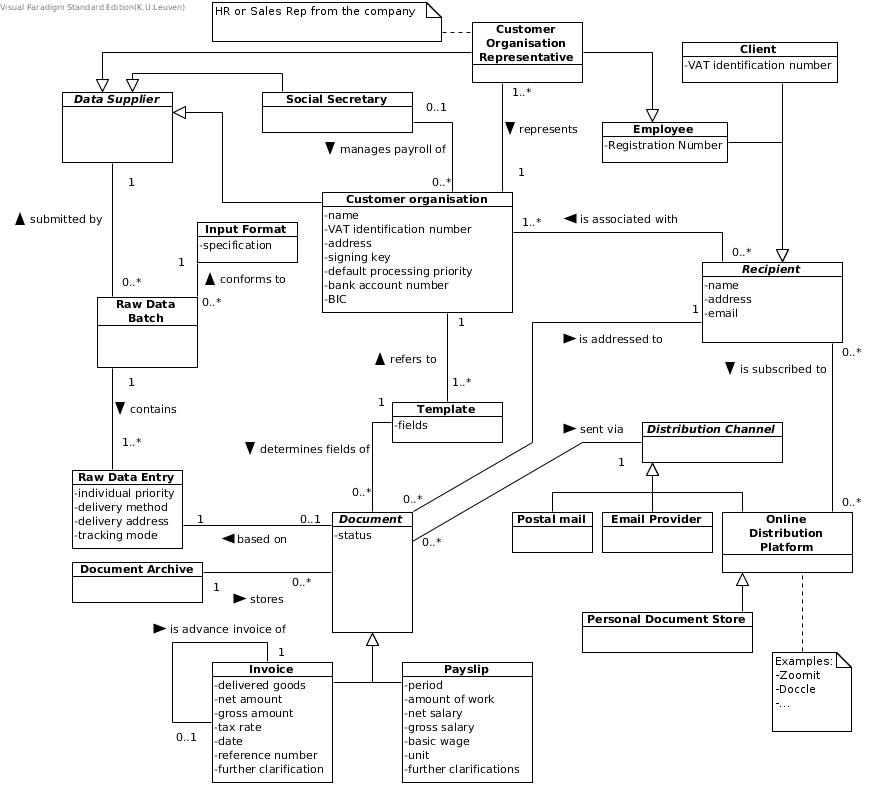 Visual Paradigm Standard Edition(K.U.Leuven)
HR or Sales Rep from the company
Customer
Organisation
Representative
Client
-VAT identification number
Data Supplier
Social Secretary
0..1
1..*
represents
Employee
-Registration Number
manages payroll of
1
0..*
1
submitted by
Customer organisation
-name
-VAT identification number
-address
-signing key
-default processing priority
-bank account number
-BIC
1..*
is associated with
0..*
Input Format
-specification
1
conforms to
0..*
0..*
Recipient
-name
-address
-email
Raw Data
Batch
1
1
is addressed to
0..*
is subscribed to
refers to
1..*
1
contains
1..*
1
Template
-fields
determines fields of
sent via
Distribution Channel
1
Raw Data Entry
-individual priority
-delivery method
-delivery address
-tracking mode
0..*
0..*
0..*
1
0..1
based on
Document
-status
0..*
Postal mail
Email Provider
Online
Distribution
Platform
Document Archive
1
0..*
stores
Personal Document Store
is advance invoice of
1
0..1
Invoice
-delivered goods
-net amount
-gross amount
-tax rate
-date
-reference number
-further clarification
Payslip
-period
-amount of work
-net salary
-gross salary
-basic wage
-unit
-further clarifications
Examples:
-Zoomit
-Doccle
-...